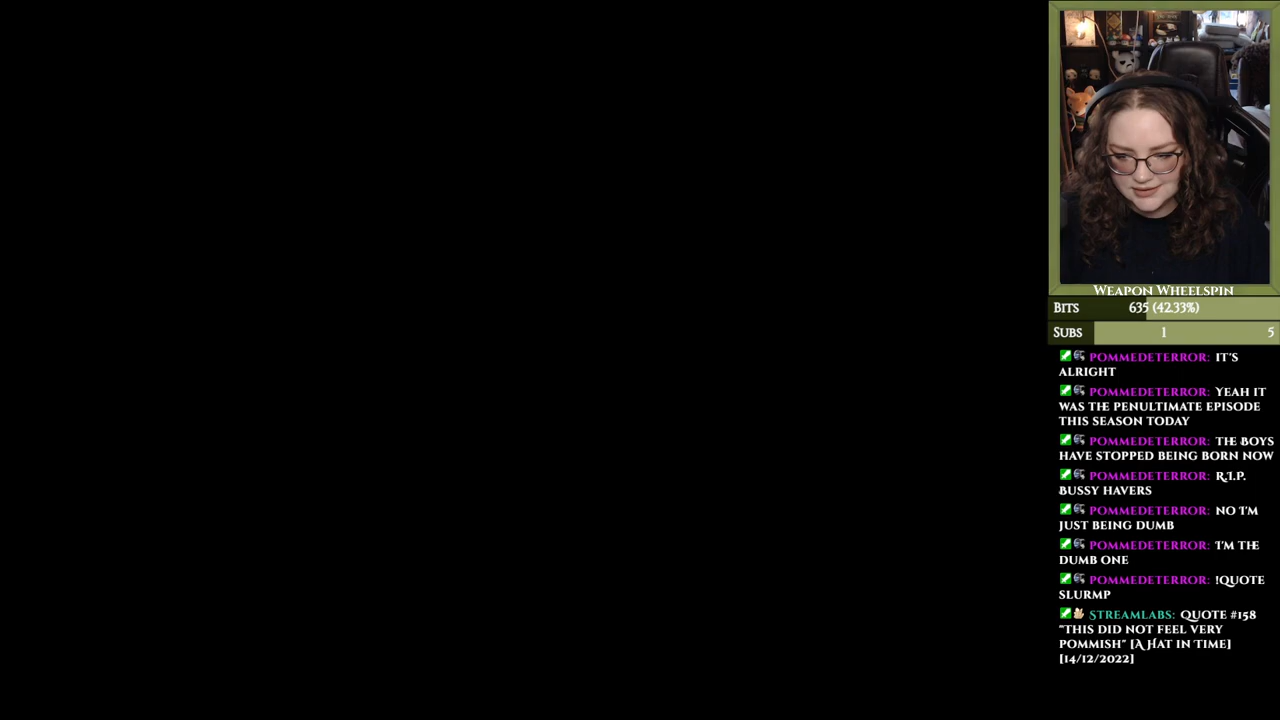 Weapon Wheelspin
Bits 635 (42.33%)
Subs 1 5
pommedeterror: it's
alright
pommedeterror: Yeah it
was the penultimate episode
this season today
pommedeterror: The Boys
have stopped being born now
pommedeterror: R.I.P.
Bussy havers
pommedeterror: no I'm
just being dumb
pommedeterror: I'm the
dumb one
pommedeterror: !quote
slurmp
Streamlabs: Quote #158
"This did not feel very
Pommish" [A Hat in Time]
[14/12/2022]